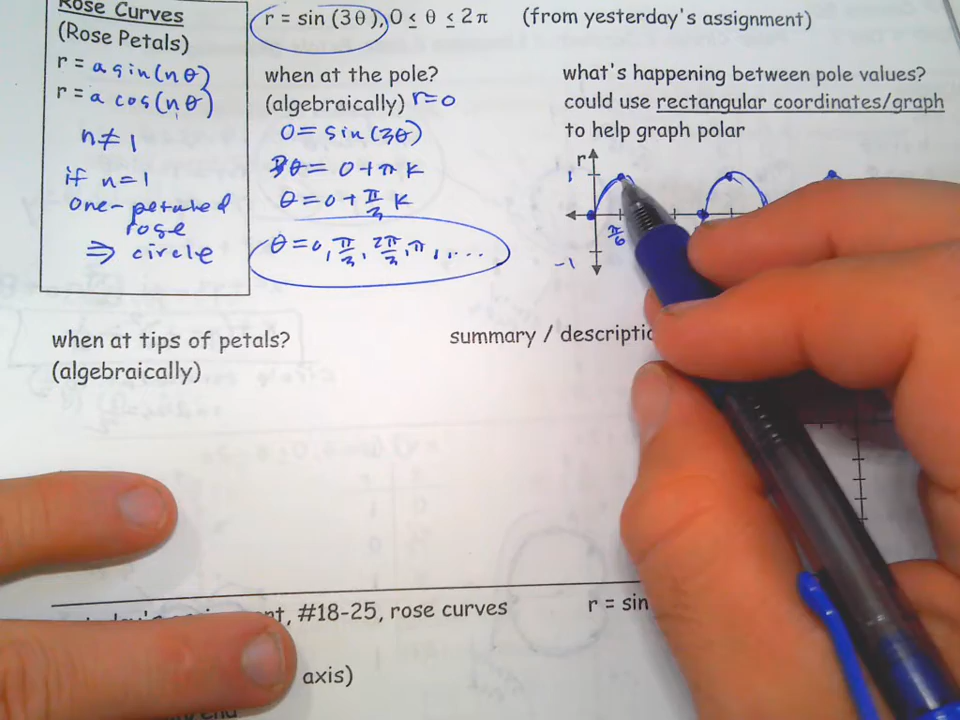 Rose Curves
(Rose Petals)
r = a sin(nθ)
r = a cos(nθ)
n ≠ 1
if n = 1
one-petaled
rose
⇒ circle
r = sin (3θ), 0 ≤ θ ≤ 2π (from yesterday's assignment)
when at the pole?
(algebraically) r=0
0 = sin(3θ)
3θ = 0 + π k
θ = 0 + π/3 k
θ = 0, π/3, 2π/3, π, , ....
what's happening between pole values?
could use rectangular coordinates/graph
to help graph polar
r
1
π/6
-1
when at tips of petals?
(algebraically)
summary /
#18-25, rose curves
r = sin
axis)